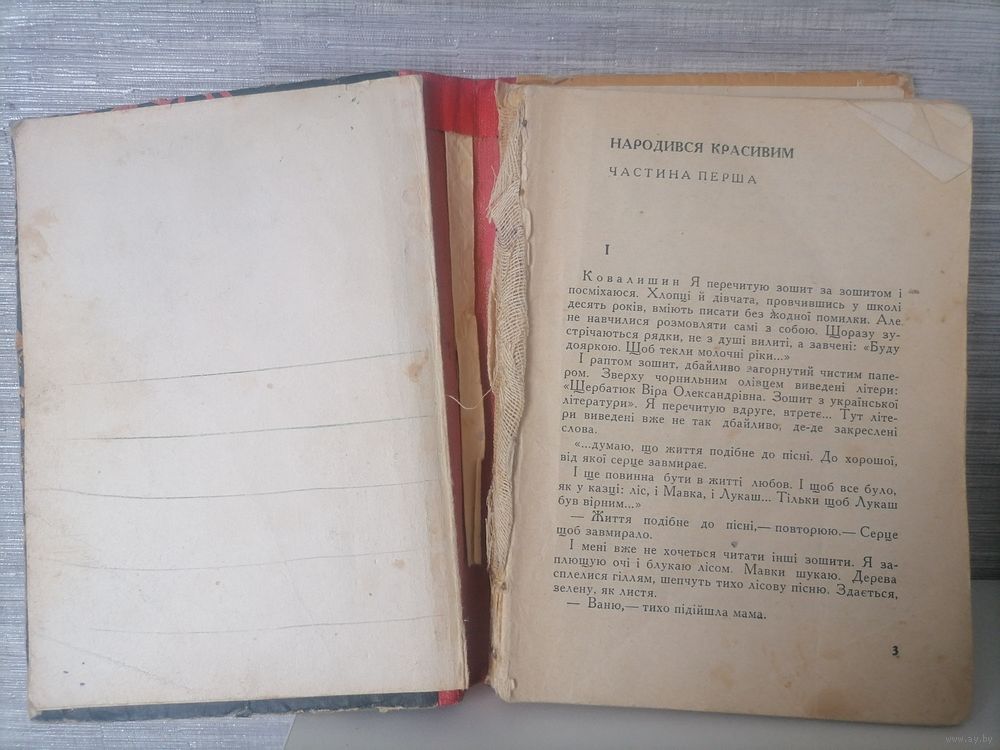 НАРОДИВСЯ КРАСИВИМ
ЧАСТИНА ПЕРША
I
Ковалишин Я перечитую зошит за зошитом і
посміхаюся. Хлопці й дівчата, провчившись у школі
десять років, вміють писати без жодної помилки. Але
не навчилися розмовляти самі з собою. Щоразу зу-
стрічаються рядки, не з душі вилиті, а завчені: «Буду
дояркою. Щоб текли молочні ріки...»
І раптом зошит, дбайливо загорнутий чистим папе-
ром. Зверху чорнильним олівцем виведені літери:
«Щербатюк Віра Олександрівна. Зошит з української
літератури». Я перечитую вдруге, втретє... Тут літе-
ри виведені вже не так дбайливо, де-де закреслені
слова.
«...думаю, що життя подібне до пісні. До хорошої,
від якої серце завмирає.
І ще повинна бути в житті любов. І щоб все було,
як у казці: ліс, і Мавка, і Лукаш... Тільки щоб Лукаш
був вірним...»
— Життя подібне до пісні,— повторюю.— Серце
щоб завмирало.
І мені вже не хочеться читати інші зошити. Я за-
плющую очі і блукаю лісом. Мавки шукаю. Дерева
сплелися гіллям, шепчуть тихо лісову пісню. Здається,
зелену, як листя.
— Ваню,— тихо підійшла мама.
3
www.ay.by